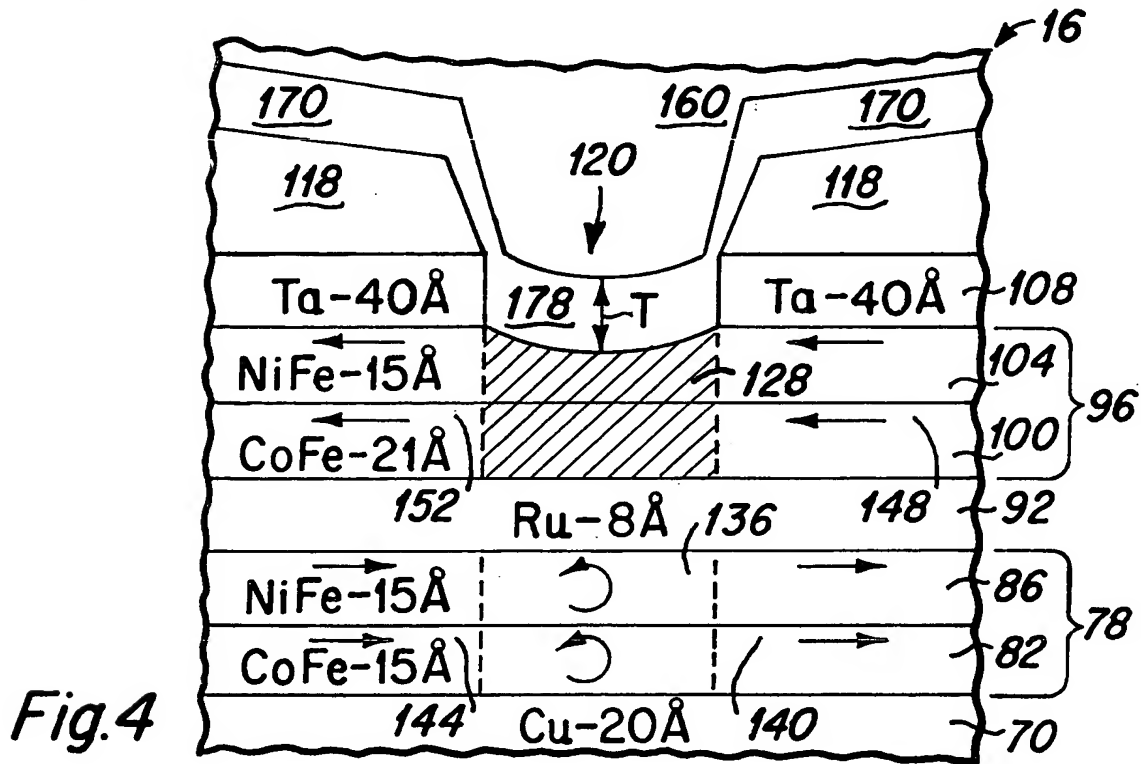 16
170 160 170
120
118 118
Ta-40Å 178 T Ta-40Å 108
NiFe-15Å 128 104
96
CoFe-21Å 100
152 Ru-8Å 136 148 92
NiFe-15Å 86
78
CoFe-15Å 82
Fig.4 144 Cu-20Å 140 70